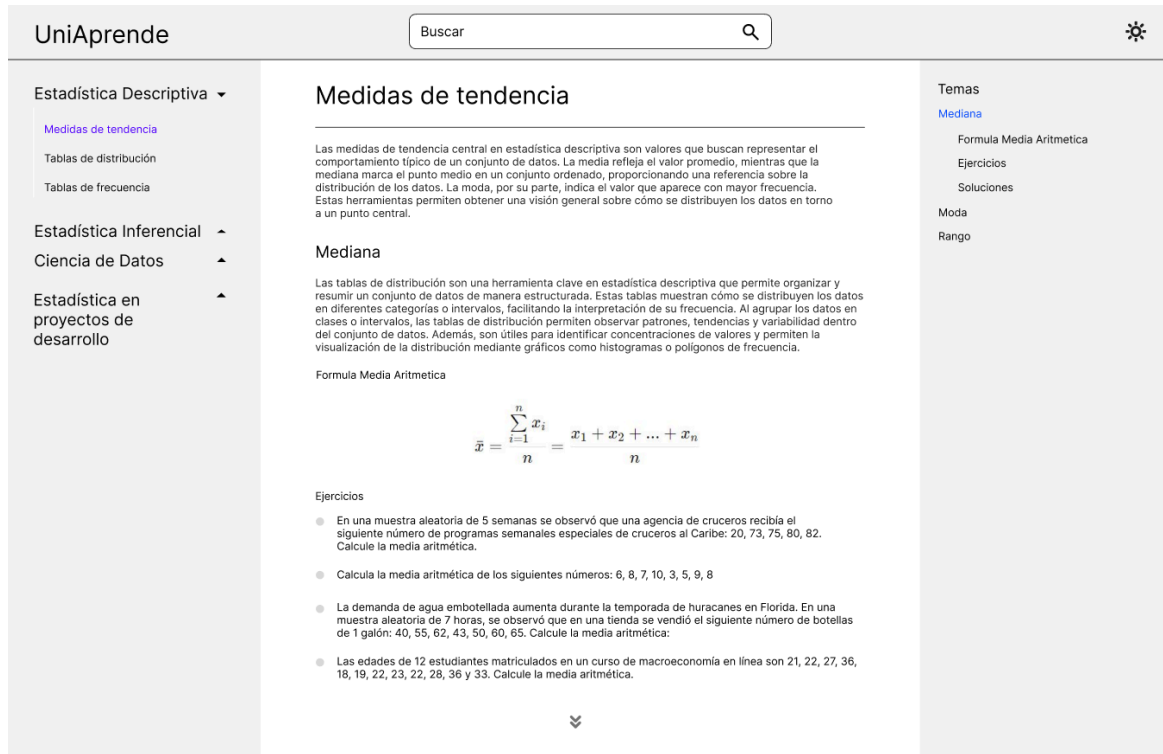 UniAprende
Buscar
Estadística Descriptiva
Medidas de tendencia
Tablas de distribución
Tablas de frecuencia
Estadística Inferencial
Ciencia de Datos
Estadística en
proyectos de
desarrollo
Medidas de tendencia
Las medidas de tendencia central en estadística descriptiva son valores que buscan representar el
comportamiento típico de un conjunto de datos. La media refleja el valor promedio, mientras que la
mediana marca el punto medio en un conjunto ordenado, proporcionando una referencia sobre la
distribución de los datos. La moda, por su parte, indica el valor que aparece con mayor frecuencia.
Estas herramientas permiten obtener una visión general sobre cómo se distribuyen los datos en torno
a un punto central.
Mediana
Las tablas de distribución son una herramienta clave en estadística descriptiva que permite organizar y
resumir un conjunto de datos de manera estructurada. Estas tablas muestran cómo se distribuyen los datos
en diferentes categorías o intervalos, facilitando la interpretación de su frecuencia. Al agrupar los datos en
clases o intervalos, las tablas de distribución permiten observar patrones, tendencias y variabilidad dentro
del conjunto de datos. Además, son útiles para identificar concentraciones de valores y permiten la
visualización de la distribución mediante gráficos como histogramas o polígonos de frecuencia.
Formula Media Aritmetica
x̄ = (∑_{i=1}^{n} x_i) / n = (x₁ + x₂ + ... + xₙ) / n
Ejercicios
En una muestra aleatoria de 5 semanas se observó que una agencia de cruceros recibía el
siguiente número de programas semanales especiales de cruceros al Caribe: 20, 73, 75, 80, 82.
Calcule la media aritmética.
Calcula la media aritmética de los siguientes números: 6, 8, 7, 10, 3, 5, 9, 8
La demanda de agua embotellada aumenta durante la temporada de huracanes en Florida. En una
muestra aleatoria de 7 horas, se observó que en una tienda se vendió el siguiente número de botellas
de 1 galón: 40, 55, 62, 43, 50, 60, 65. Calcule la media aritmética:
Las edades de 12 estudiantes matriculados en un curso de macroeconomía en línea son 21, 22, 27, 36,
18, 19, 22, 23, 22, 28, 36 y 33. Calcule la media aritmética.
Temas
Mediana
Formula Media Aritmetica
Ejercicios
Soluciones
Moda
Rango